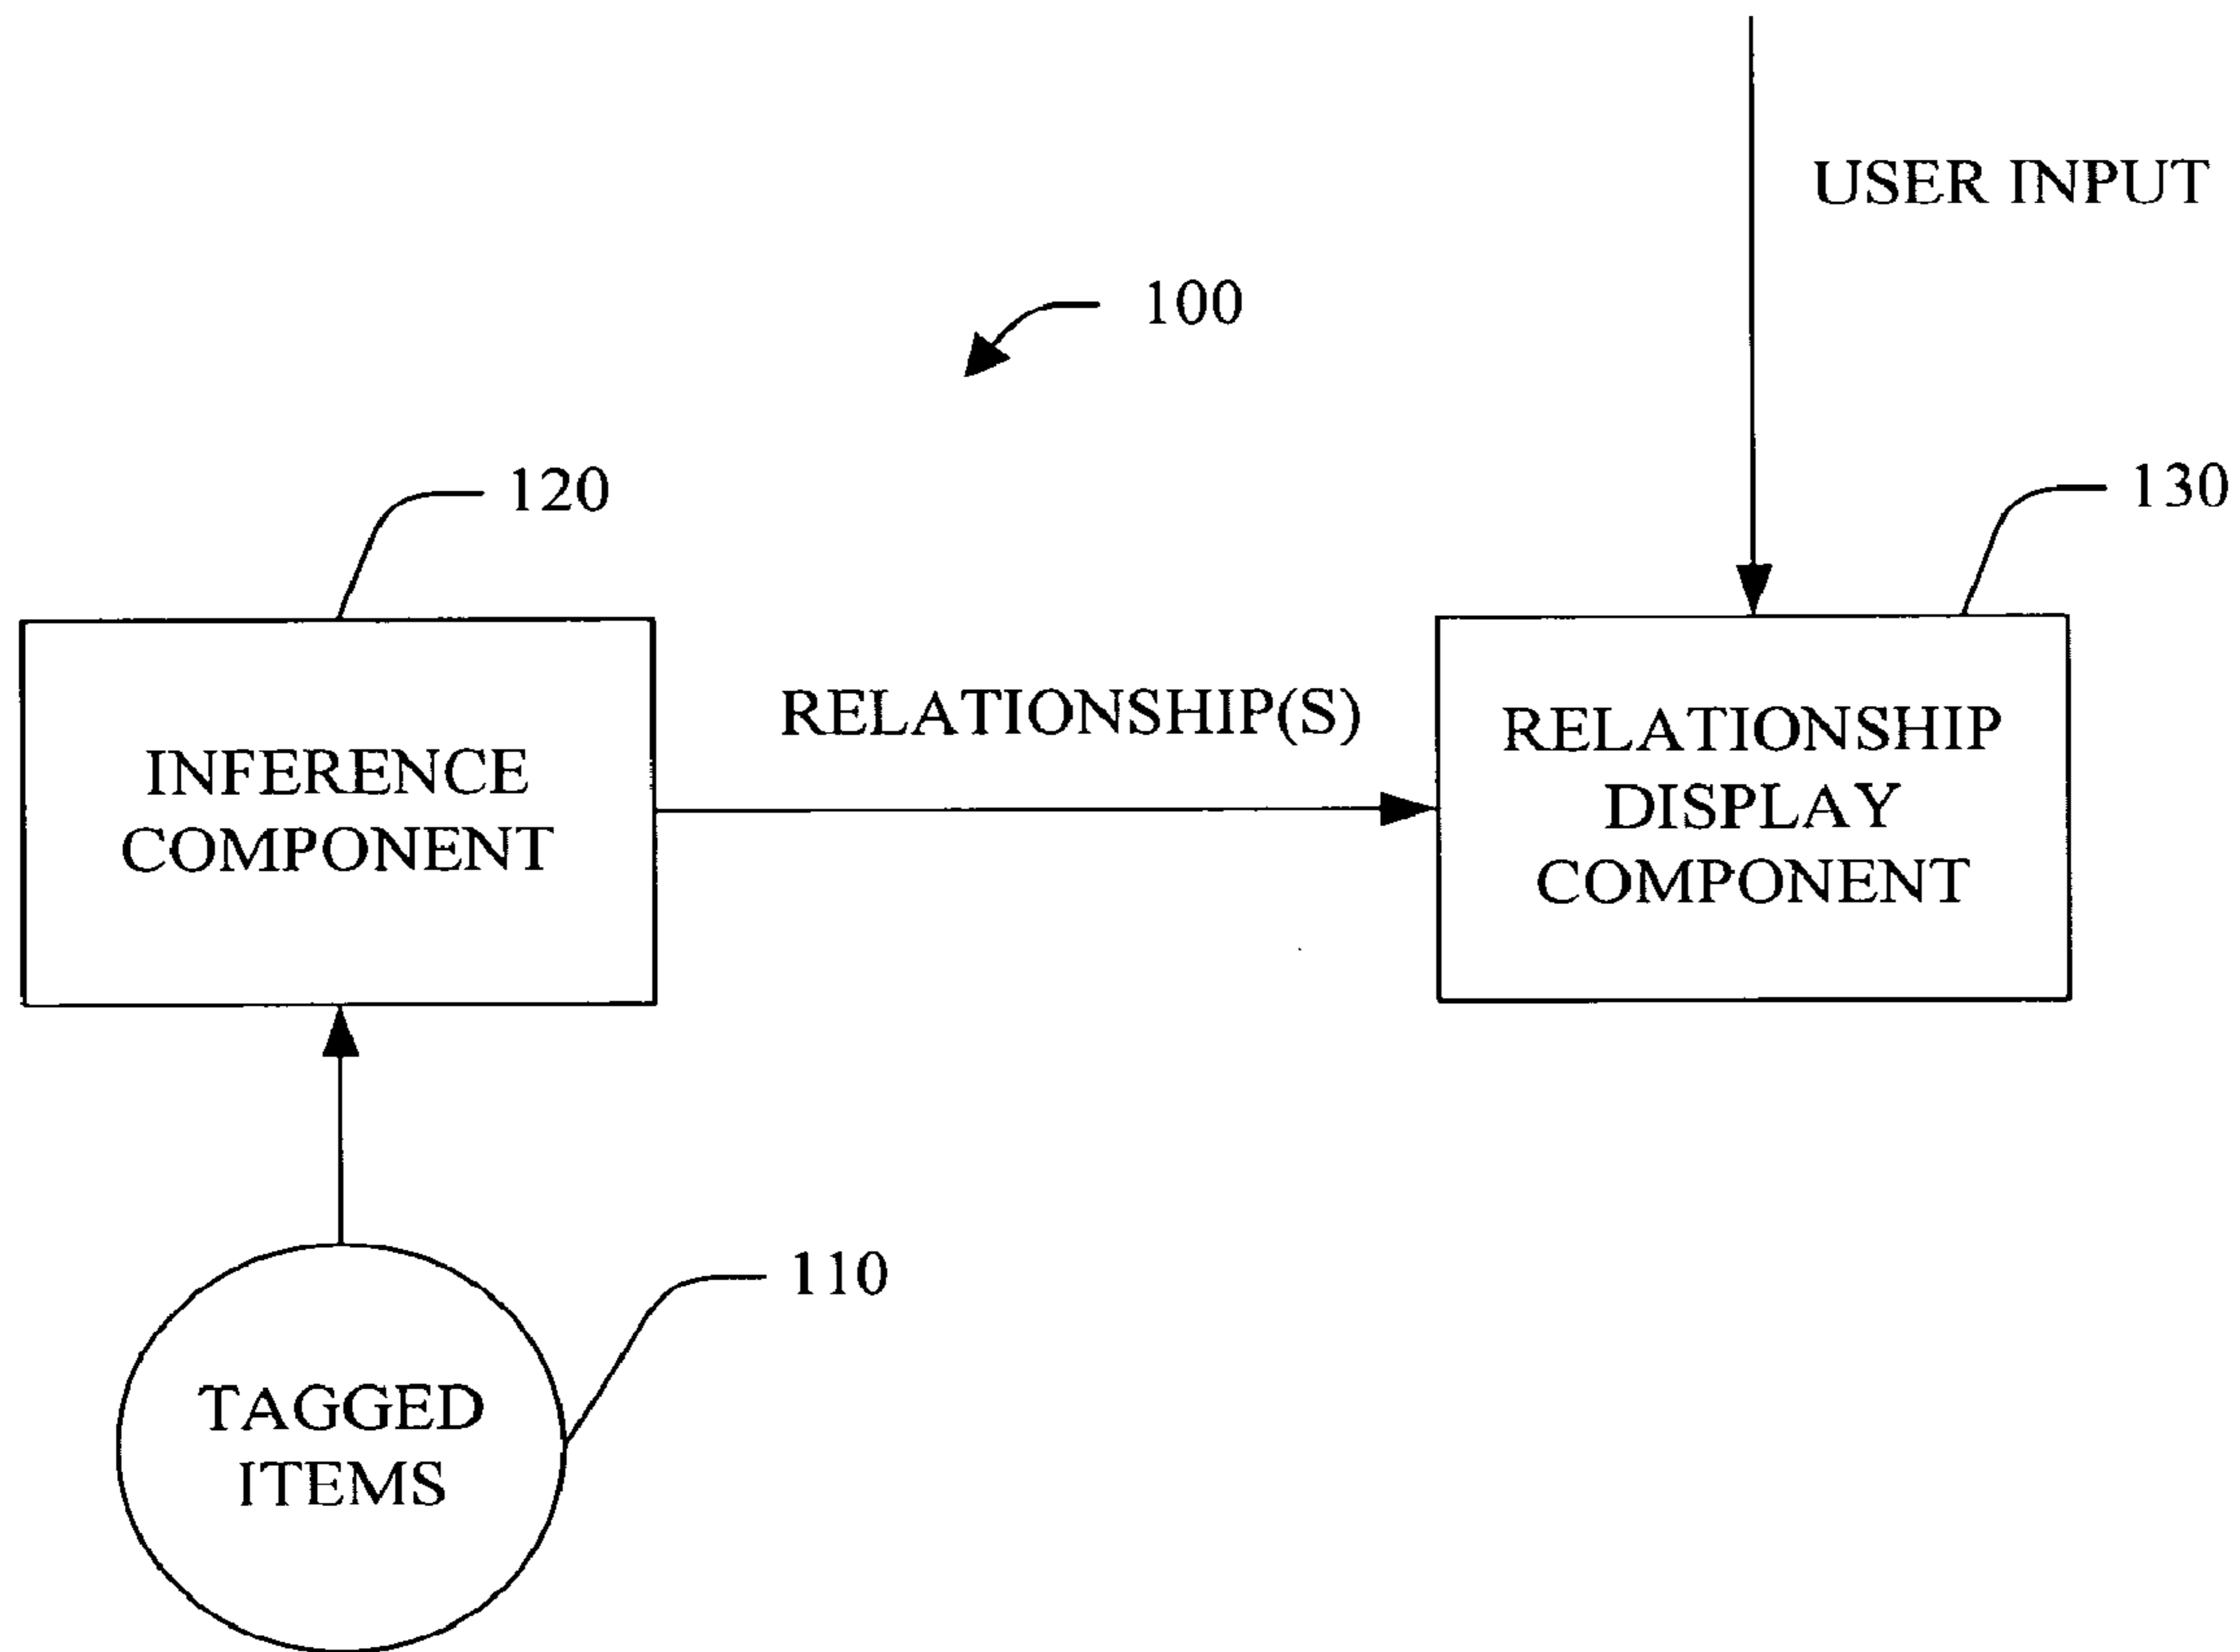 USER INPUT
100
120
130
RELATIONSHIP(S)
INFERENCE
COMPONENT
RELATIONSHIP
DISPLAY
COMPONENT
110
TAGGED
ITEMS